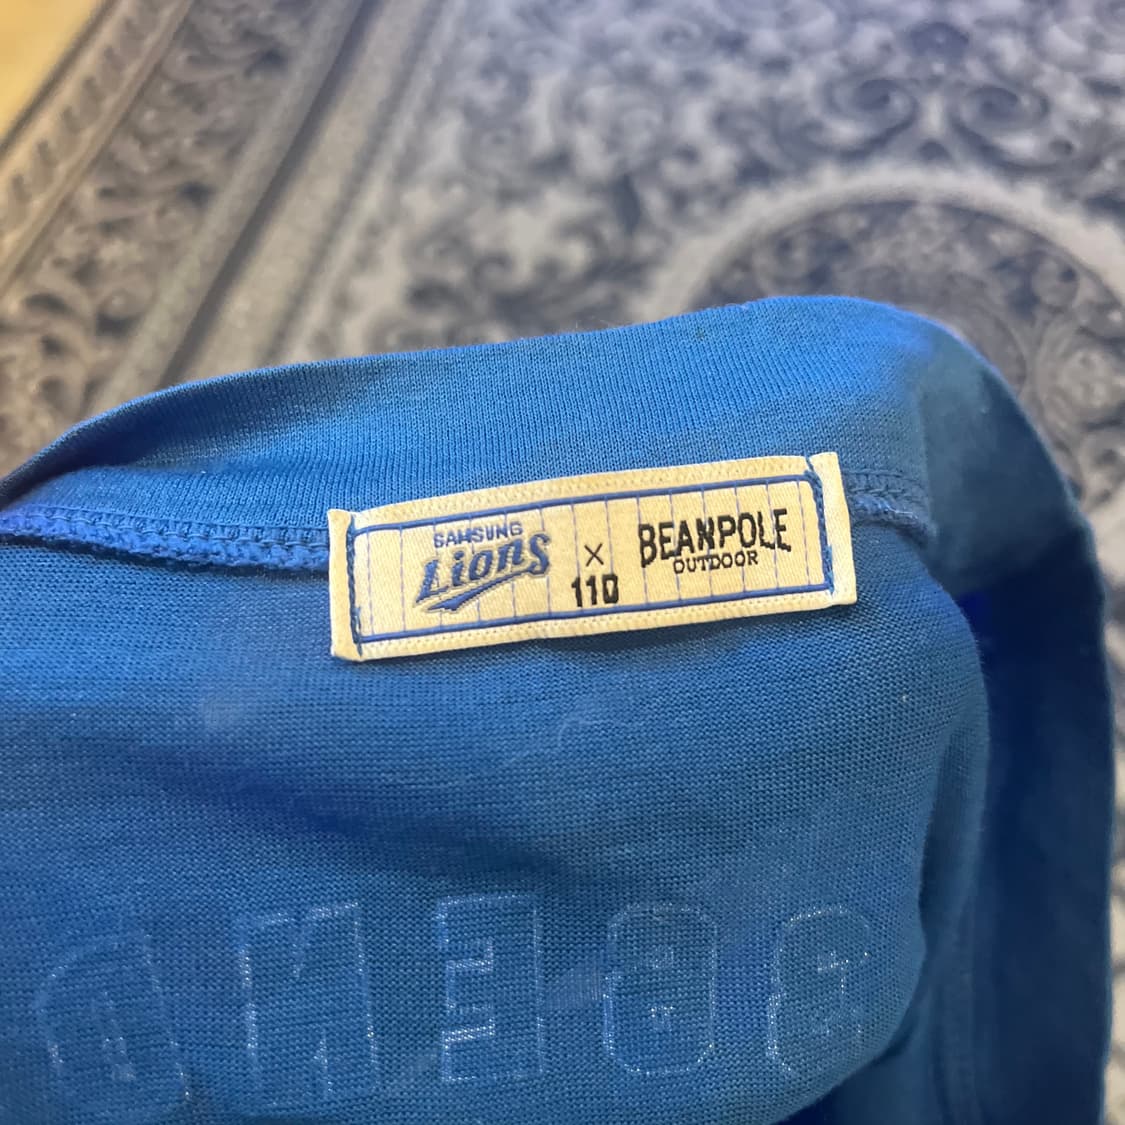 SAMSUNG
Lions
×
110
BEANPOLE
OUTDOOR